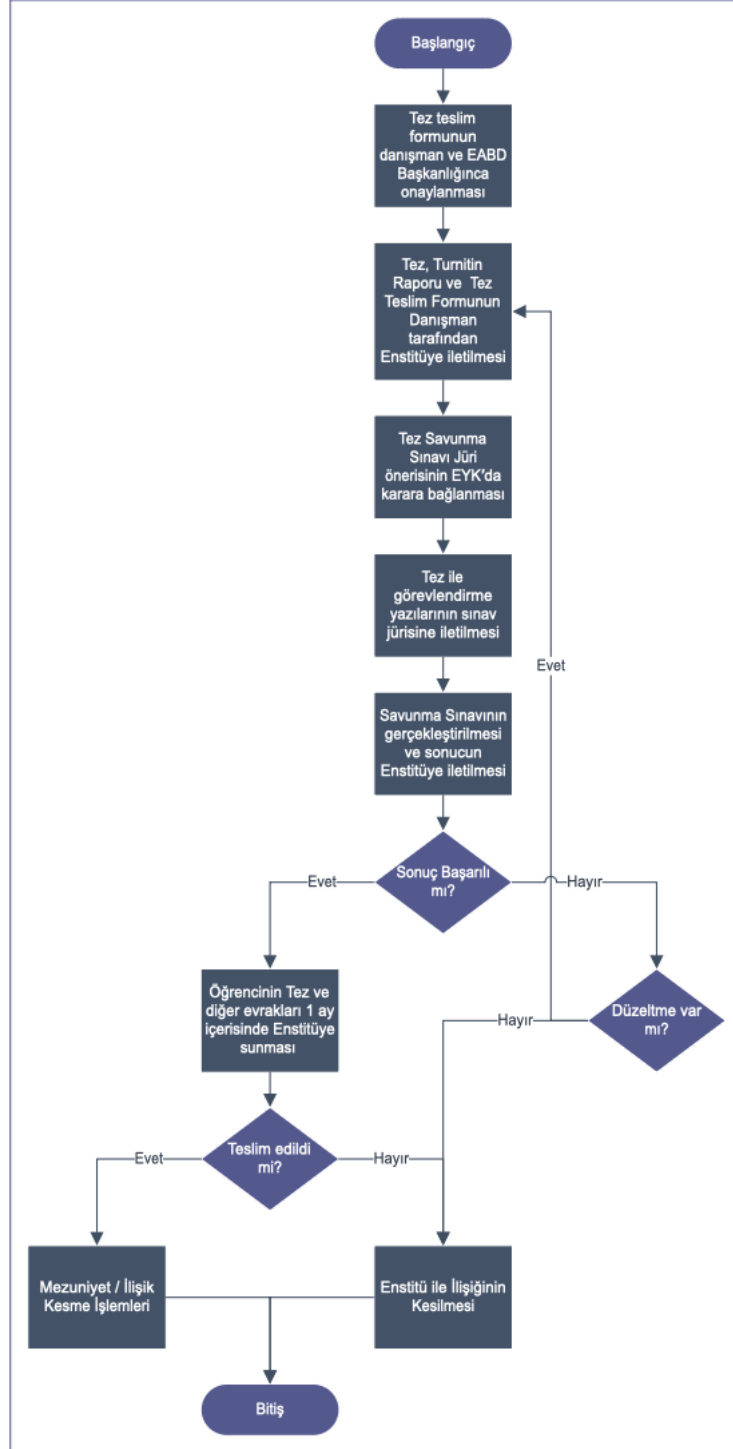 Başlangıç
Tez teslim
formunun
danışman ve EABD
Başkanlığınca
onaylanması
Tez, Turnitin
Raporu ve Tez
Teslim Formunun
Danışman
tarafından
Enstitüye iletilmesi
Tez Savunma
Sınavı Jüri
önerisinin EYK'da
karara bağlanması
Tez ile
görevlendirme
yazılarının sınav
jürisine iletilmesi
Evet
Savunma Sınavının
gerçekleştirilmesi
ve sonucun
Enstitüye iletilmesi
Sonuç Başarılı
mı?
Evet
Hayır
Öğrencinin Tez ve
diğer evrakları 1 ay
içerisinde Enstitüye
sunması
Düzeltme var
mı?
Hayır
Teslim edildi
mi?
Evet
Hayır
Mezuniyet / İlişik
Kesme İşlemleri
Enstitü ile İlişiğinin
Kesilmesi
Bitiş